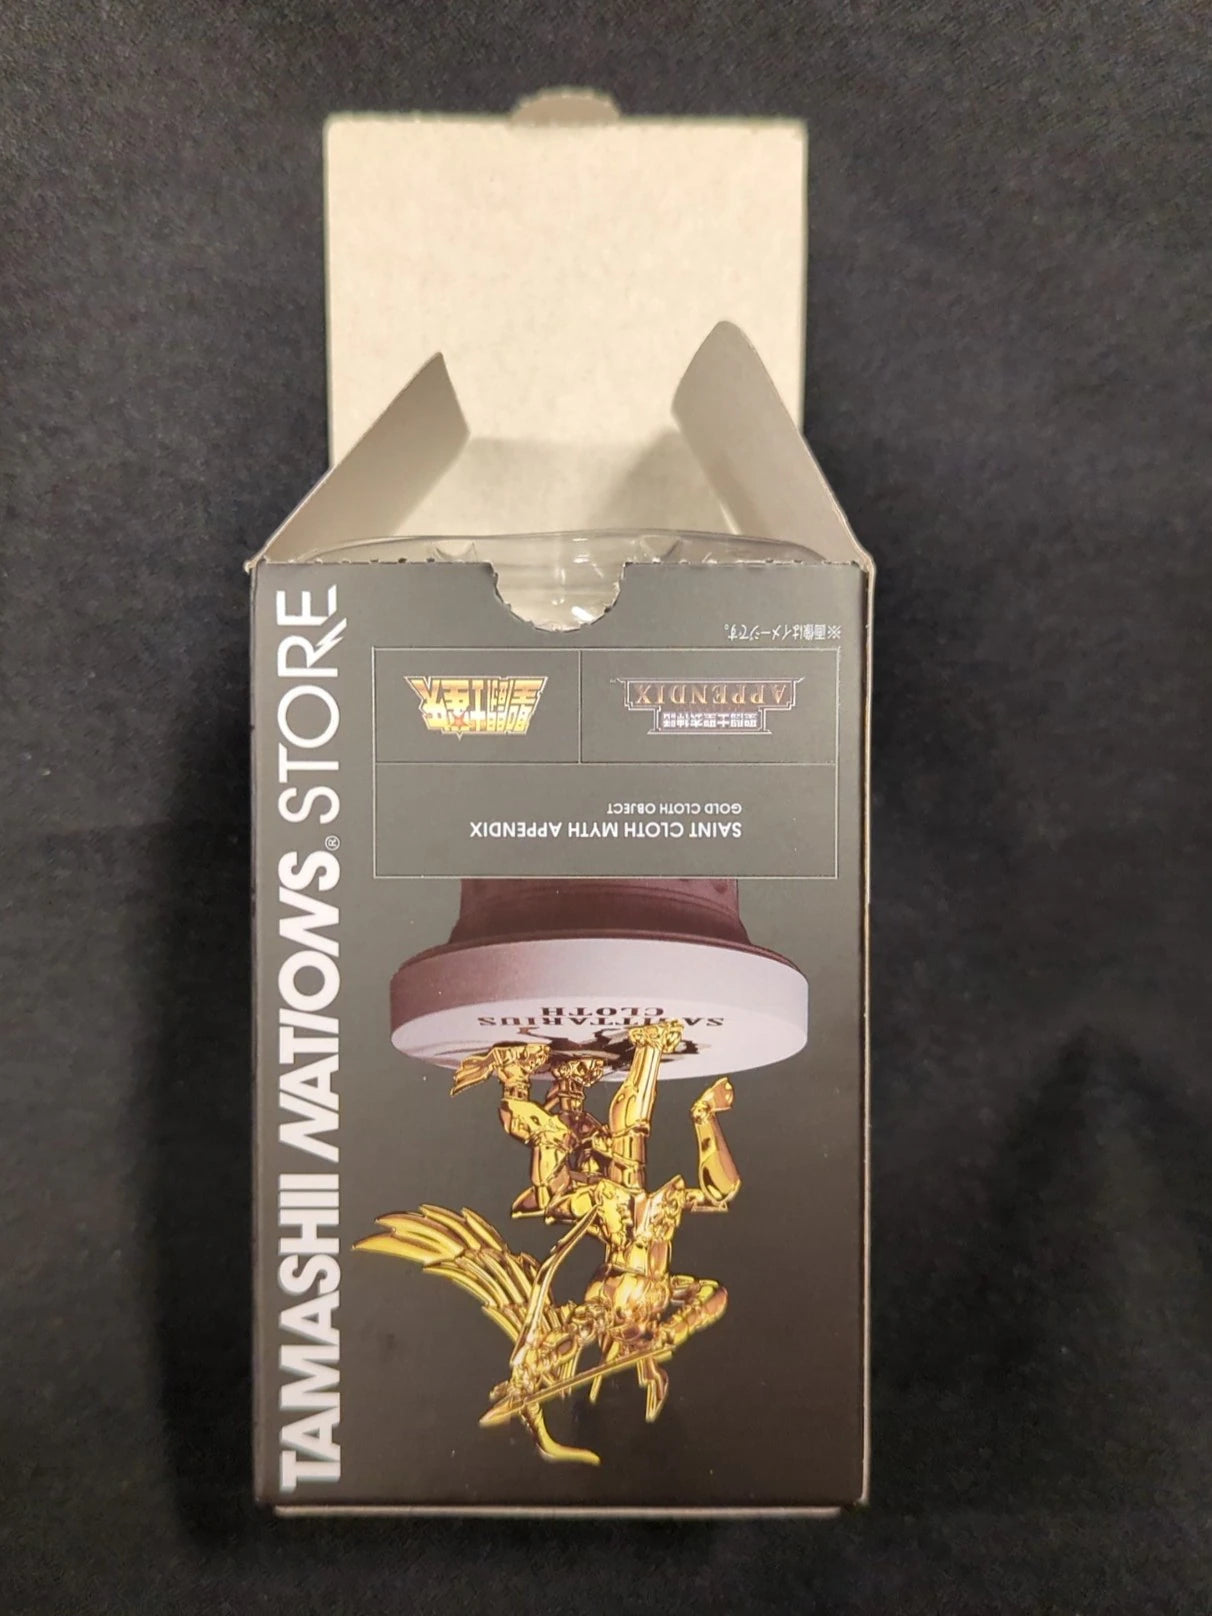 TAMASHII NATIONS® STORE
SAGITTARIUS
CLOTH
SAINT CLOTH MYTH APPENDIX
GOLD CLOTH OBJECT
聖闘士聖衣神話
APPENDIX
聖闘士星矢
※画像はイメージです。